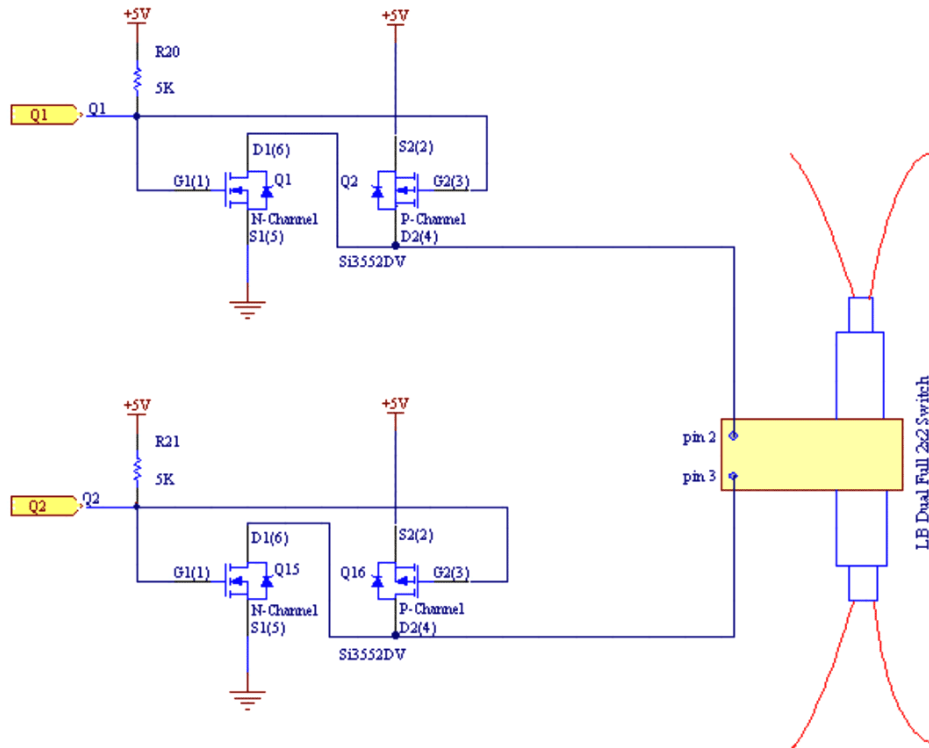 +5V
+5V
R20
5K
Q1
Q1
D1(6)
S2(2)
G1(1)
Q1
Q2
G2(3)
N-Channel
S1(5)
P-Channel
D2(4)
Si3552DV
+5V
+5V
R21
5K
pin 2
pin 3
LB Dual Full 2x2 Switch
Q2
Q2
D1(6)
S2(2)
G1(1)
Q15
Q16
G2(3)
N-Channel
S1(5)
P-Channel
D2(4)
Si3552DV